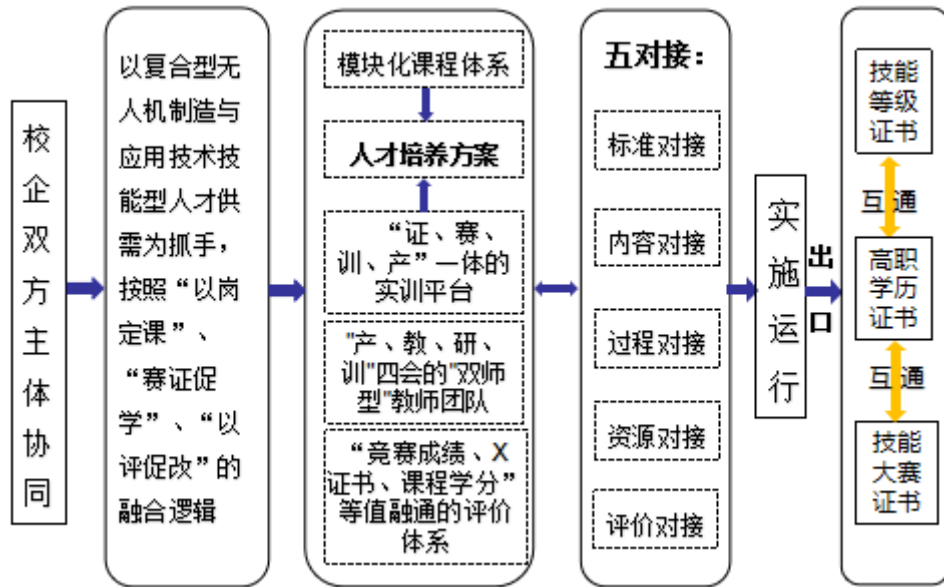 校企双方主体协同
以复合型无
人机制造与
应用技术技
能型人才供
需为抓手，
按照“以岗
定课”、
“赛证促
学”、“以
评促改”的
融合逻辑
模块化课程体系
人才培养方案
“证、赛、
训、产”一体的
实训平台
"产、教、研、
训"四会的"双师
型"教师团队
“竞赛成绩、X
证书、课程学分”
等值融通的评价
体系
五对接：
标准对接
内容对接
过程对接
资源对接
评价对接
实施运行
出口
技能
等级
证书
互通
高职
学历
证书
互通
技能
大赛
证书